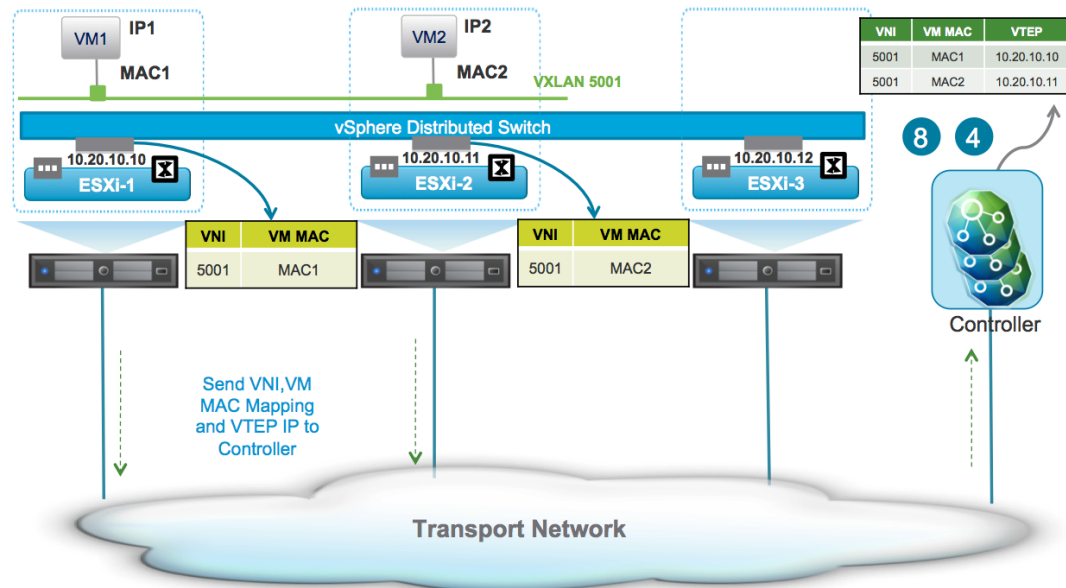 VM1
IP1
MAC1
VM2
IP2
MAC2
VXLAN 5001
VNI VM MAC VTEP
5001 MAC1 10.20.10.10
5001 MAC2 10.20.10.11
vSphere Distributed Switch
8 4
10.20.10.10
ESXi-1
10.20.10.11
ESXi-2
10.20.10.12
ESXi-3
VNI VM MAC
5001 MAC1
VNI VM MAC
5001 MAC2
Controller
Send VNI,VM
MAC Mapping
and VTEP IP to
Controller
Transport Network